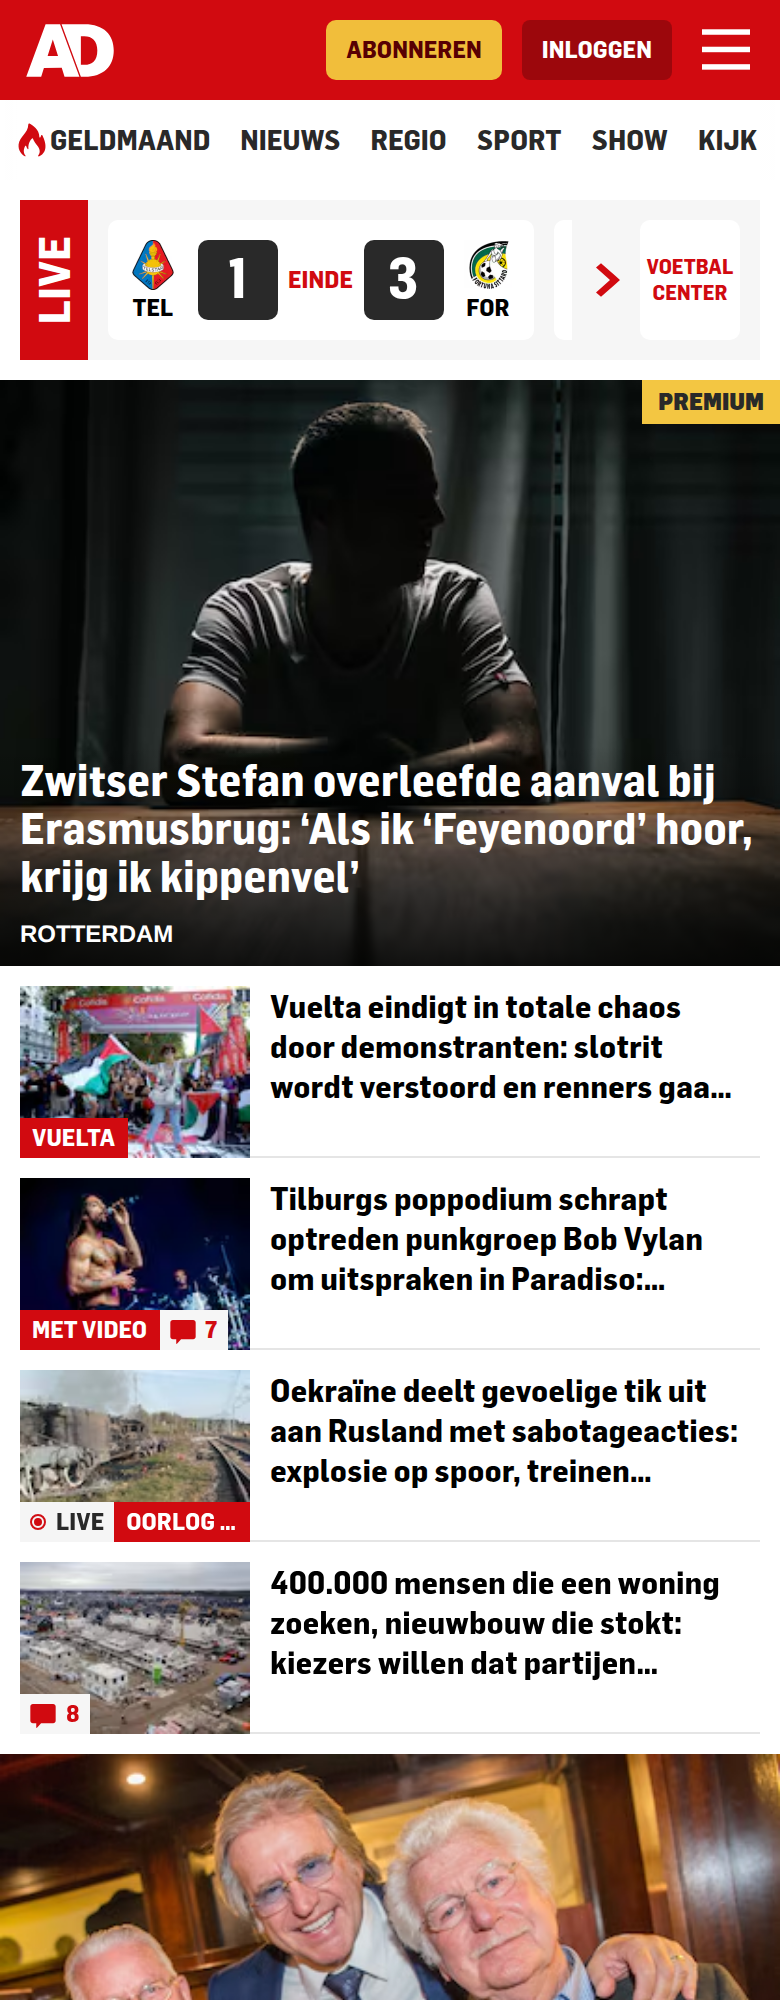 AD
ABONNEREN
INLOGGEN
GELDMAAND NIEUWS REGIO SPORT SHOW KIJK
LIVE
TEL
1
EINDE
3
FOR
VOETBAL
CENTER
PREMIUM
Zwitser Stefan overleefde aanval bij
Erasmusbrug: ‘Als ik ‘Feyenoord’ hoor,
krijg ik kippenvel’
ROTTERDAM
Cofidis Cofidis Cofidis
VUELTA
Vuelta eindigt in totale chaos
door demonstranten: slotrit
wordt verstoord en renners gaa...
MET VIDEO
7
Tilburgs poppodium schrapt
optreden punkgroep Bob Vylan
om uitspraken in Paradiso:...
LIVE
OORLOG ...
Oekraïne deelt gevoelige tik uit
aan Rusland met sabotageacties:
explosie op spoor, treinen...
8
400.000 mensen die een woning
zoeken, nieuwbouw die stokt:
kiezers willen dat partijen...